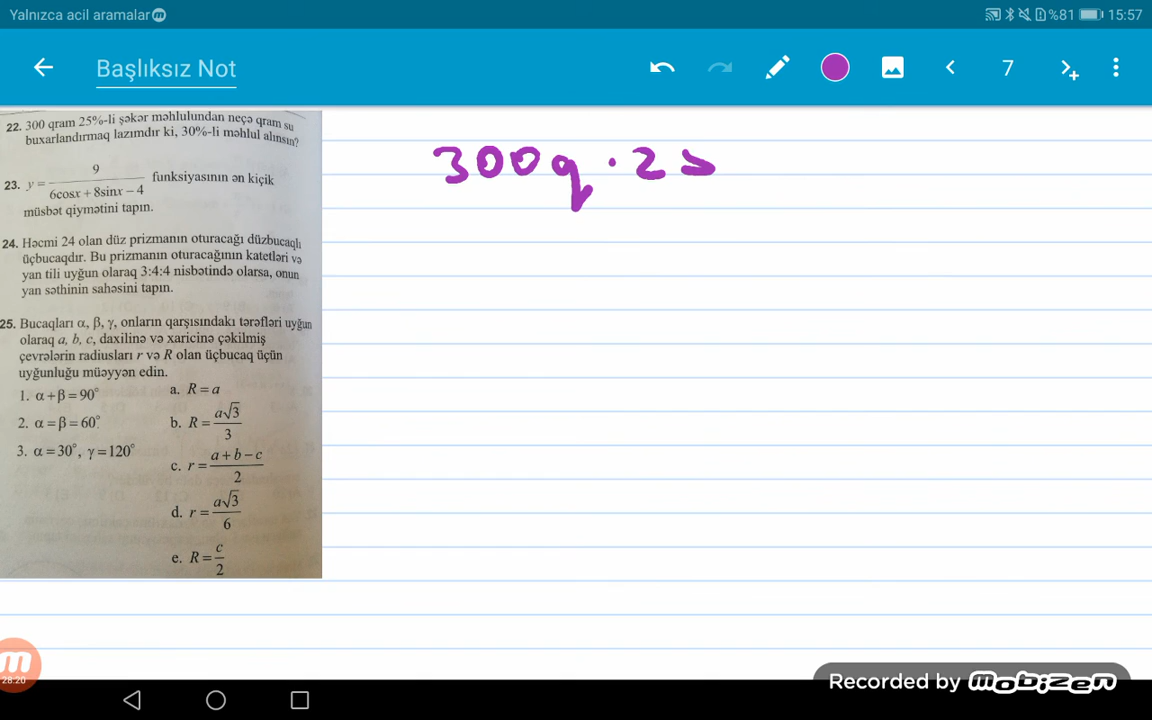 Yalnızca acil aramalar
%81 15:57
Başlıksız Not
7
22. 300 qram 25%-li şəkər məhlulundan neçə qram su
buxarlandırmaq lazımdır ki, 30%-li məhlul alınsın?
23. y = 9 / 6cosx + 8sinx − 4 funksiyasının ən kiçik
müsbət qiymətini tapın.
24. Həcmi 24 olan düz prizmanın oturacağı düzbucaqlı
üçbucaqdır. Bu prizmanın oturacağının katetləri və
yan tili uyğun olaraq 3:4:4 nisbətində olarsa, onun
yan səthinin sahəsini tapın.
25. Bucaqları α, β, γ, onların qarşısındakı tərəfləri uyğun
olaraq a, b, c, daxilinə və xaricinə çəkilmiş
çevrələrin radiusları r və R olan üçbucaq üçün
uyğunluğu müəyyən edin.
1. α + β = 90°
2. α = β = 60°
3. α = 30°, γ = 120°
a. R = a
b. R = a√3 / 3
c. r = a + b − c / 2
d. r = a√3 / 6
e. R = c / 2
300q · 25
28:20
Recorded by mobizen